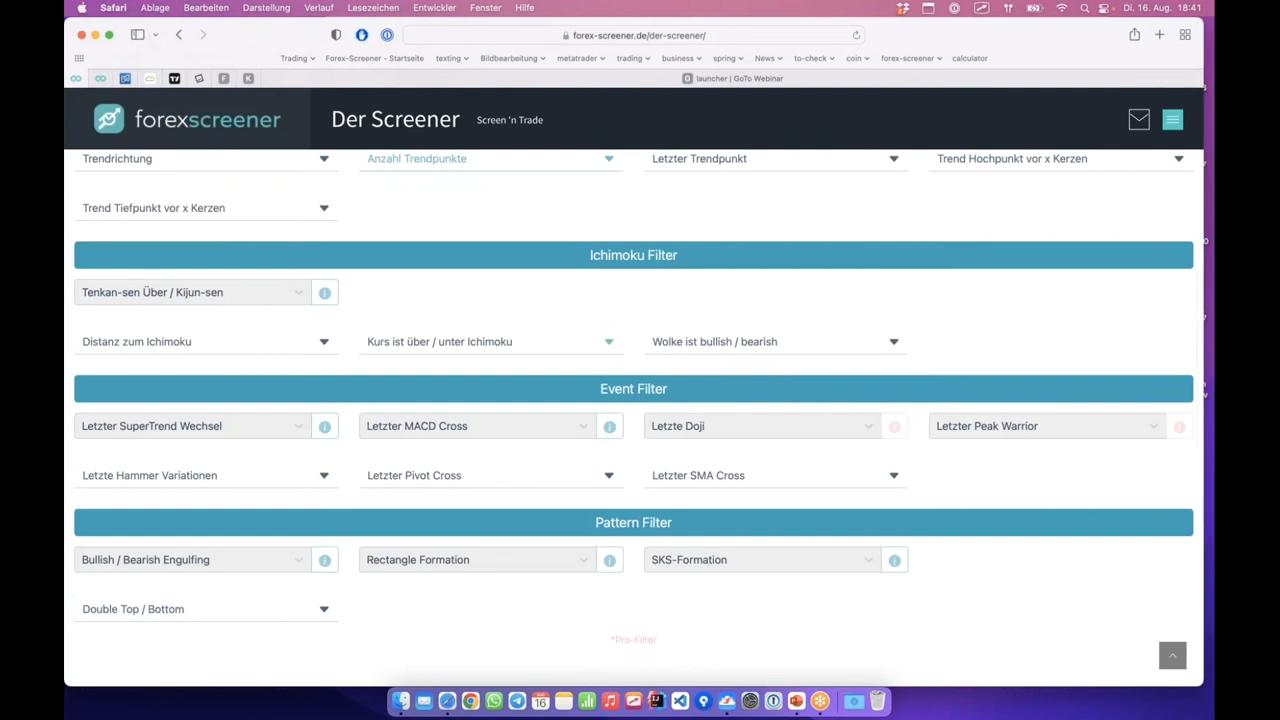 Safari Ablage Bearbeiten Darstellung Verlauf Lesezeichen Entwickler Fenster Hilfe Di. 16. Aug. 18:41
forex-screener.de/der-screener/
Trading Forex-Screener - Startseite texting Bildbearbeitung metatrader trading business spring News to-check coin forex-screener calculator
launcher | GoTo Webinar
forexscreener Der Screener Screen 'n Trade
Trendrichtung Anzahl Trendpunkte Letzter Trendpunkt Trend Hochpunkt vor x Kerzen
Trend Tiefpunkt vor x Kerzen
Ichimoku Filter
Tenkan-sen Über / Kijun-sen
Distanz zum Ichimoku Kurs ist über / unter Ichimoku Wolke ist bullish / bearish
Event Filter
Letzter SuperTrend Wechsel Letzter MACD Cross Letzte Doji Letzter Peak Warrior
Letzte Hammer Variationen Letzter Pivot Cross Letzter SMA Cross
Pattern Filter
Bullish / Bearish Engulfing Rectangle Formation SKS-Formation
Double Top / Bottom
*Pro-Filter